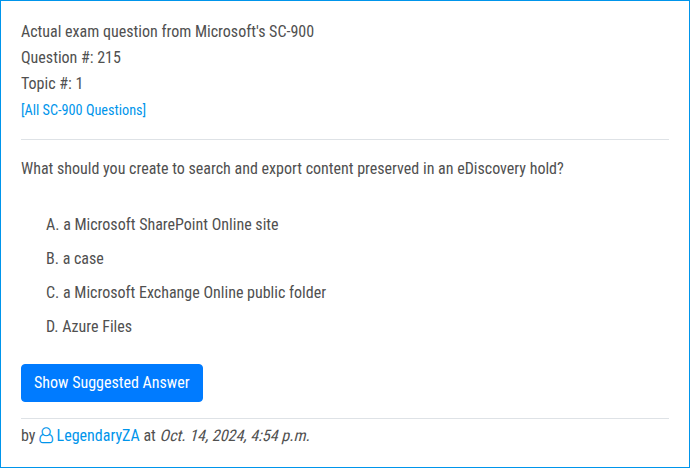 Actual exam question from Microsoft's SC-900
Question #: 215
Topic #: 1
[All SC-900 Questions]
What should you create to search and export content preserved in an eDiscovery hold?
A. a Microsoft SharePoint Online site
B. a case
C. a Microsoft Exchange Online public folder
D. Azure Files
Show Suggested Answer
by LegendaryZA at Oct. 14, 2024, 4:54 p.m.